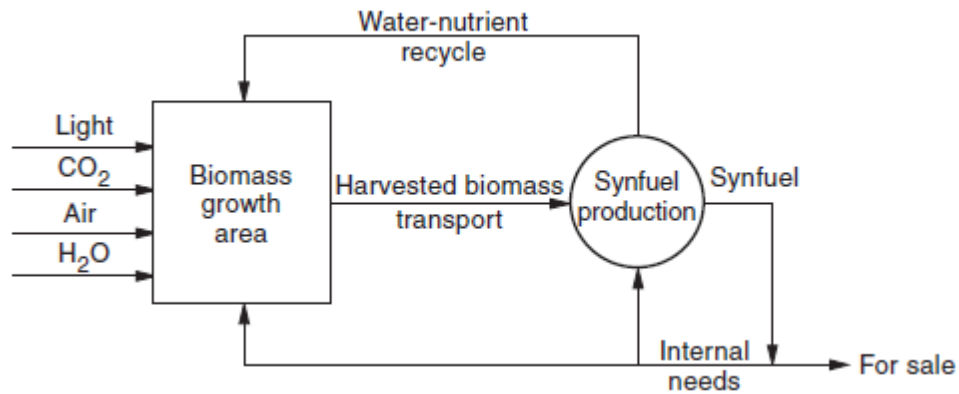 Water-nutrient
recycle
Light
CO₂
Air
H₂O
Biomass
growth
area
Harvested biomass
transport
Synfuel
production
Synfuel
Internal
needs
For sale